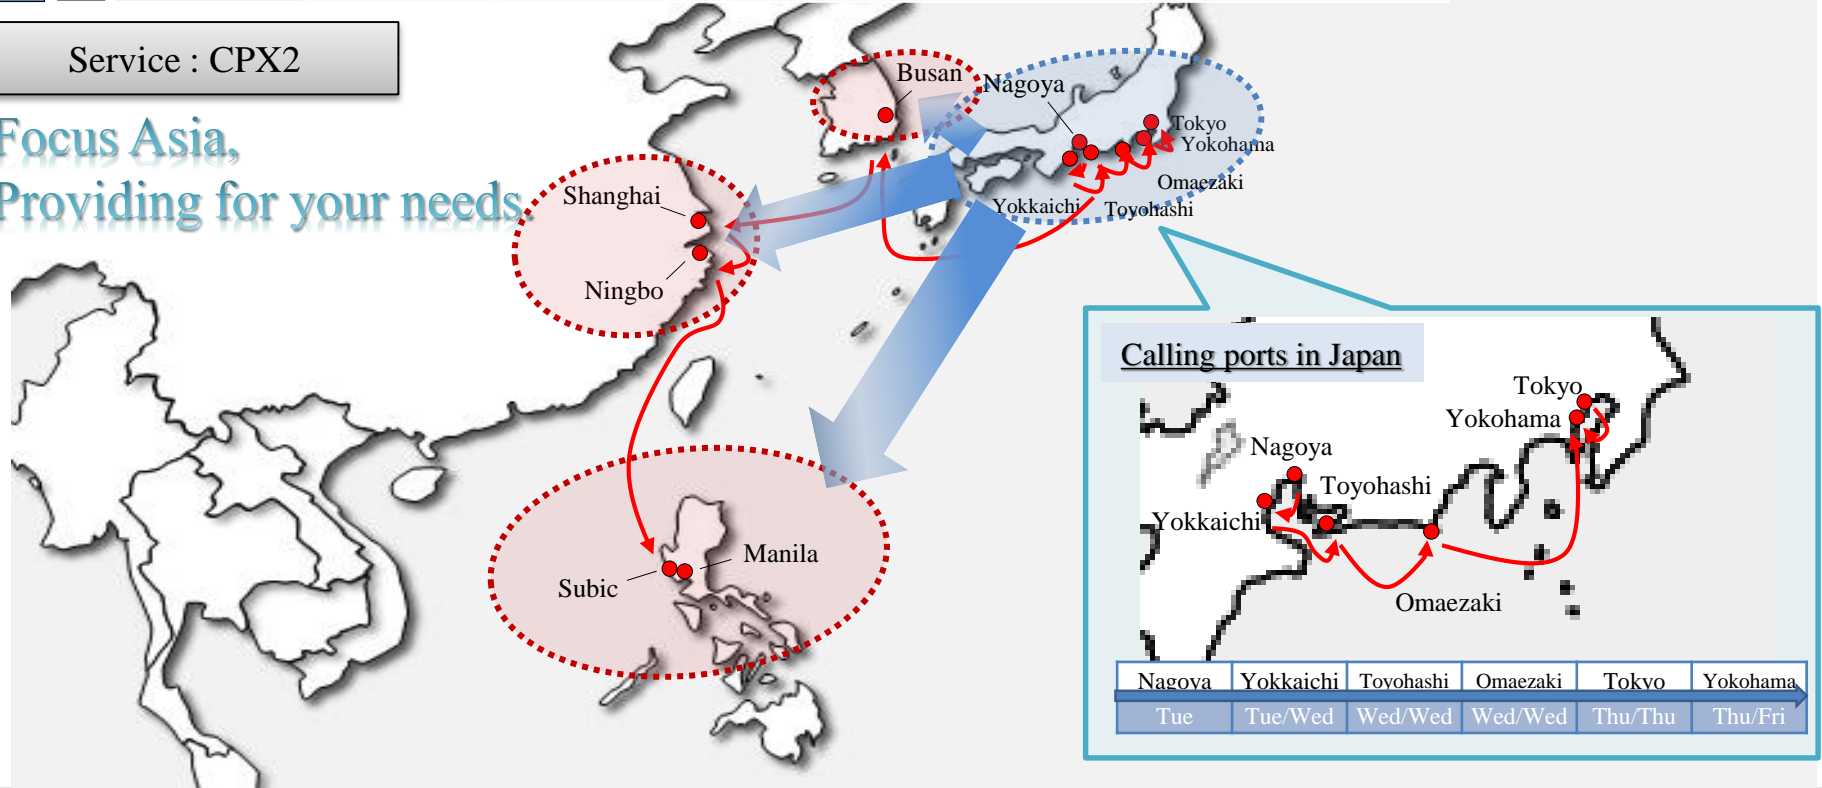 Service : CPX2
Focus Asia,
Providing for your needs.
Busan
Nagoya
Tokyo
Yokohama
Omaezaki
Toyohashi
Yokkaichi
Shanghai
Ningbo
Subic
Manila
Calling ports in Japan
Tokyo
Yokohama
Nagoya
Toyohashi
Yokkaichi
Omaezaki
Nagoya Yokkaichi Toyohashi Omaezaki Tokyo Yokohama
Tue Tue/Wed Wed/Wed Wed/Wed Thu/Thu Thu/Fri